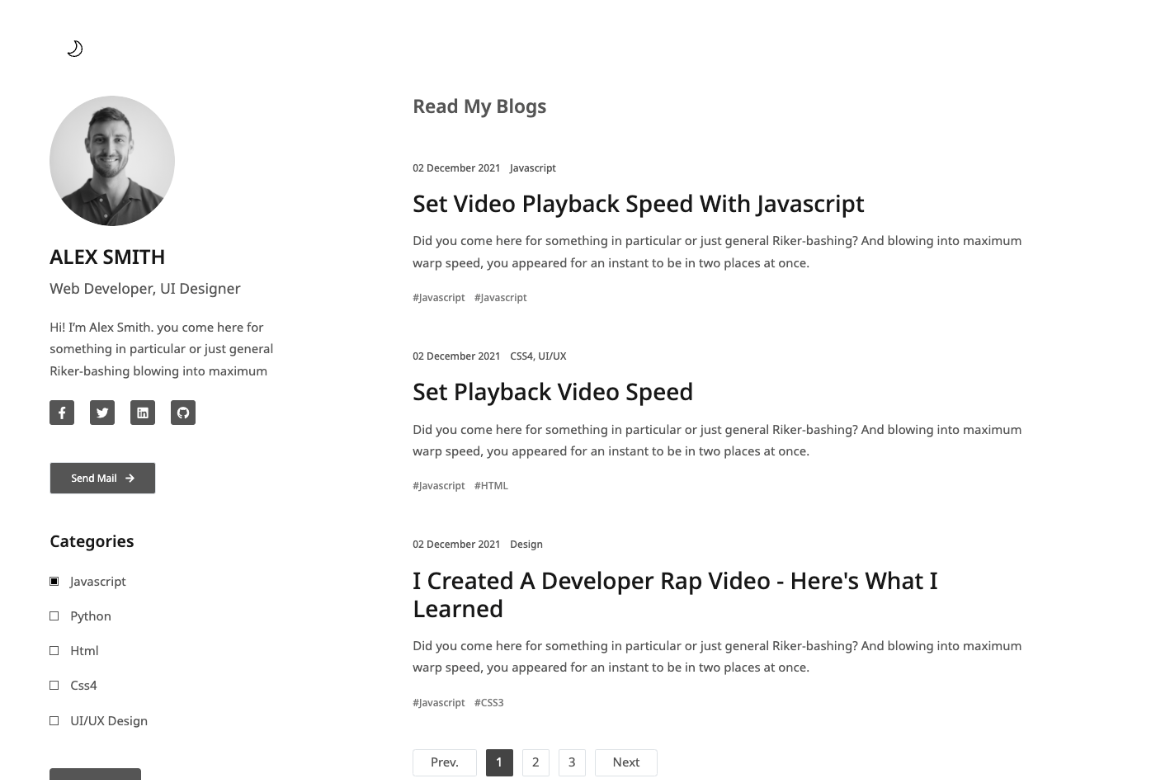 ALEX SMITH
Web Developer, UI Designer
Hi! I'm Alex Smith. you come here for
something in particular or just general
Riker-bashing blowing into maximum
Send Mail
Categories
Javascript
Python
Html
Css4
UI/UX Design
Read My Blogs
02 December 2021 Javascript
Set Video Playback Speed With Javascript
Did you come here for something in particular or just general Riker-bashing? And blowing into maximum
warp speed, you appeared for an instant to be in two places at once.
#Javascript #Javascript
02 December 2021 CSS4, UI/UX
Set Playback Video Speed
Did you come here for something in particular or just general Riker-bashing? And blowing into maximum
warp speed, you appeared for an instant to be in two places at once.
#Javascript #HTML
02 December 2021 Design
I Created A Developer Rap Video - Here's What I
Learned
Did you come here for something in particular or just general Riker-bashing? And blowing into maximum
warp speed, you appeared for an instant to be in two places at once.
#Javascript #CSS3
Prev. 1 2 3 Next